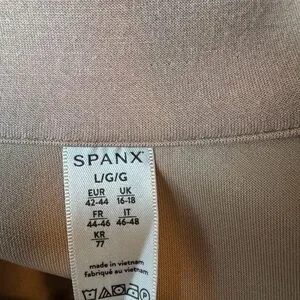 SPANX
L/G/G
EUR UK
42-44 16-18
FR IT
44-46 46-48
KR
77
made in vietnam
fabriqué au vietnam